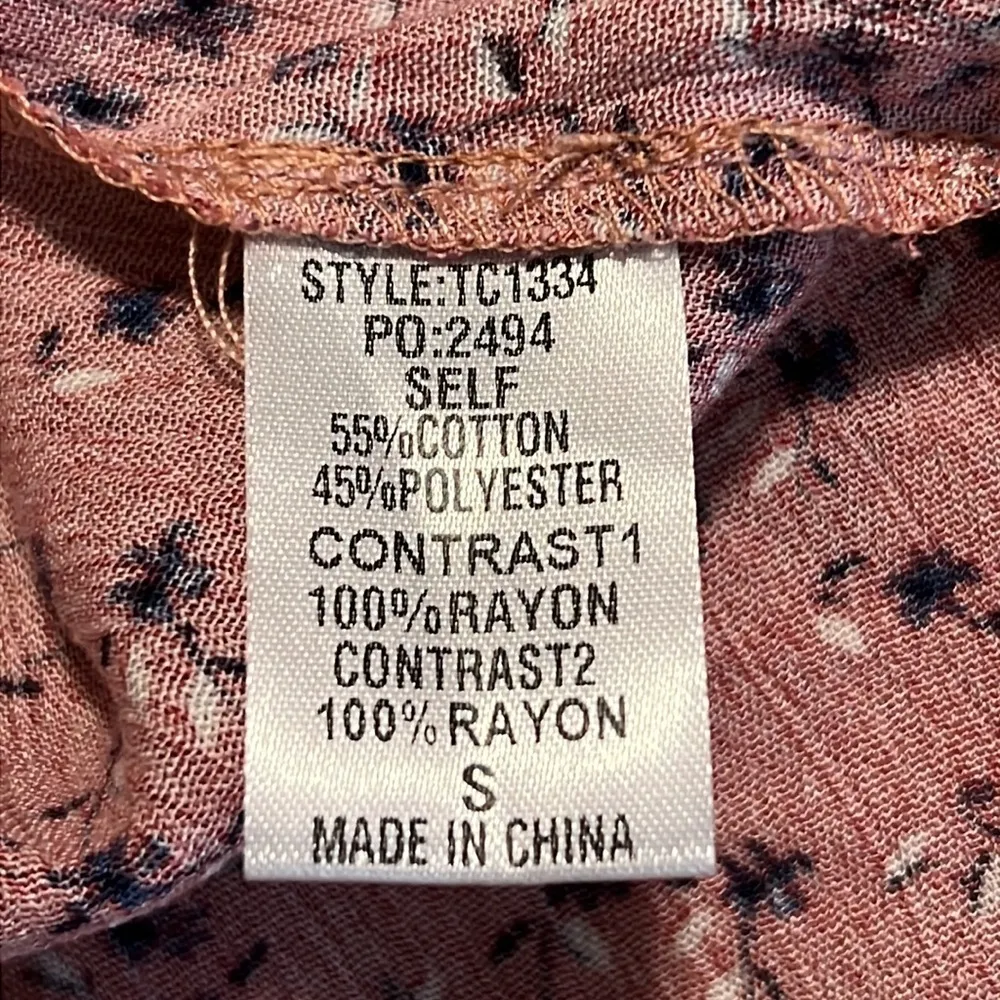 STYLE:TC1334
PO:2494
SELF
55%COTTON
45%POLYESTER
CONTRAST1
100%RAYON
CONTRAST2
100%RAYON
S
MADE IN CHINA